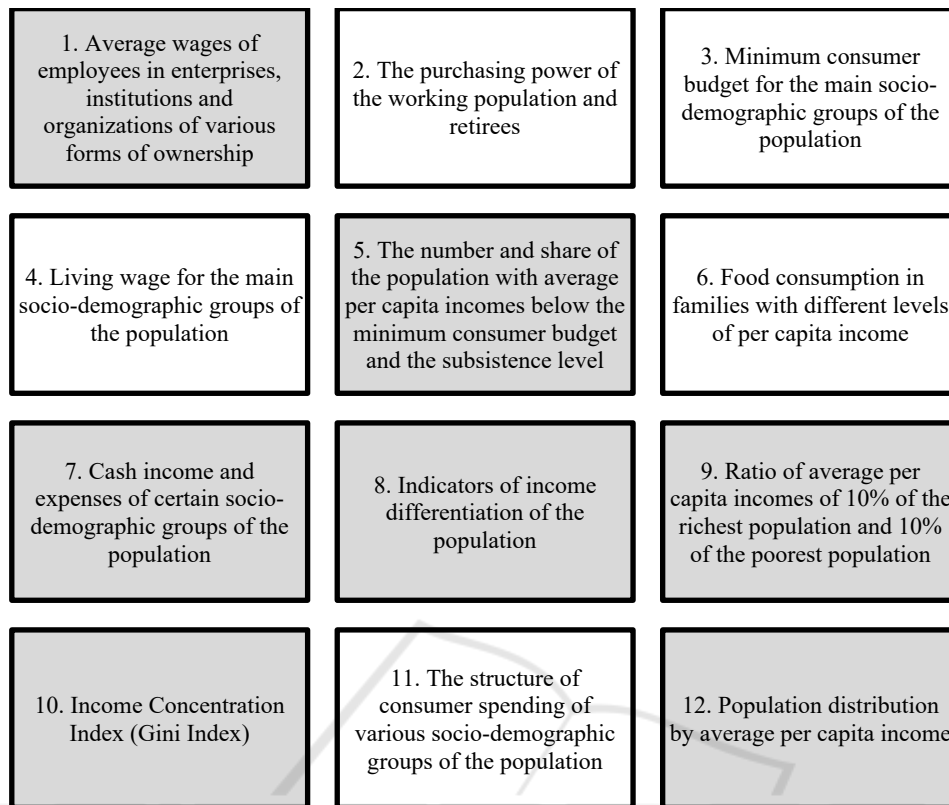 1. Average wages of
employees in enterprises,
institutions and
organizations of various
forms of ownership
2. The purchasing power of
the working population and
retirees
3. Minimum consumer
budget for the main socio-
demographic groups of the
population
4. Living wage for the main
socio-demographic groups of
the population
5. The number and share of
the population with average
per capita incomes below the
minimum consumer budget
and the subsistence level
6. Food consumption in
families with different levels
of per capita income
7. Cash income and
expenses of certain socio-
demographic groups of the
population
8. Indicators of income
differentiation of the
population
9. Ratio of average per
capita incomes of 10% of the
richest population and 10%
of the poorest population
10. Income Concentration
Index (Gini Index)
11. The structure of
consumer spending of
various socio-demographic
groups of the population
12. Population distribution
by average per capita income